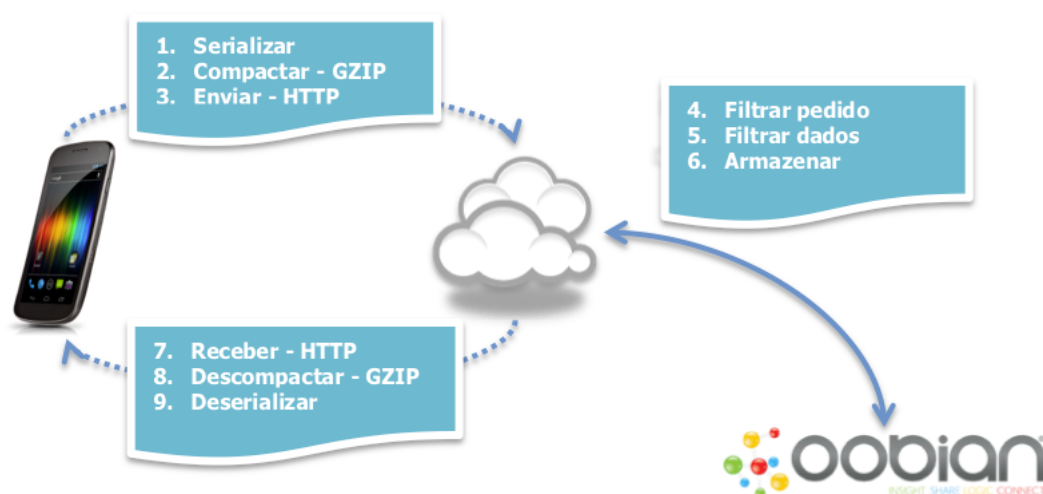 1. Serializar
2. Compactar - GZIP
3. Enviar - HTTP
4. Filtrar pedido
5. Filtrar dados
6. Armazenar
7. Receber - HTTP
8. Descompactar - GZIP
9. Deserializar
oobian
INSIGHT SHARE LOGIC CONNECT